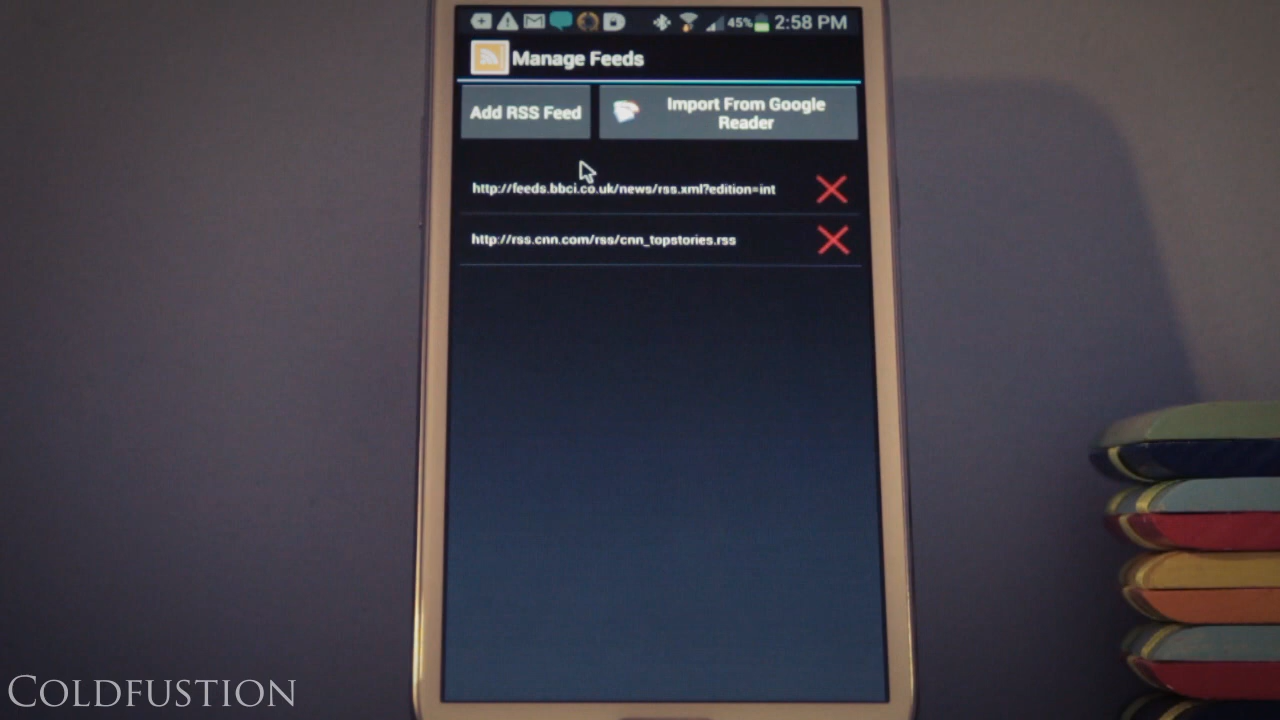 45% 2:58 PM
Manage Feeds
Add RSS Feed
Import From Google
Reader
http://feeds.bbci.co.uk/news/rss.xml?edition=int
http://rss.cnn.com/rss/cnn_topstories.rss
COLDFUSTION